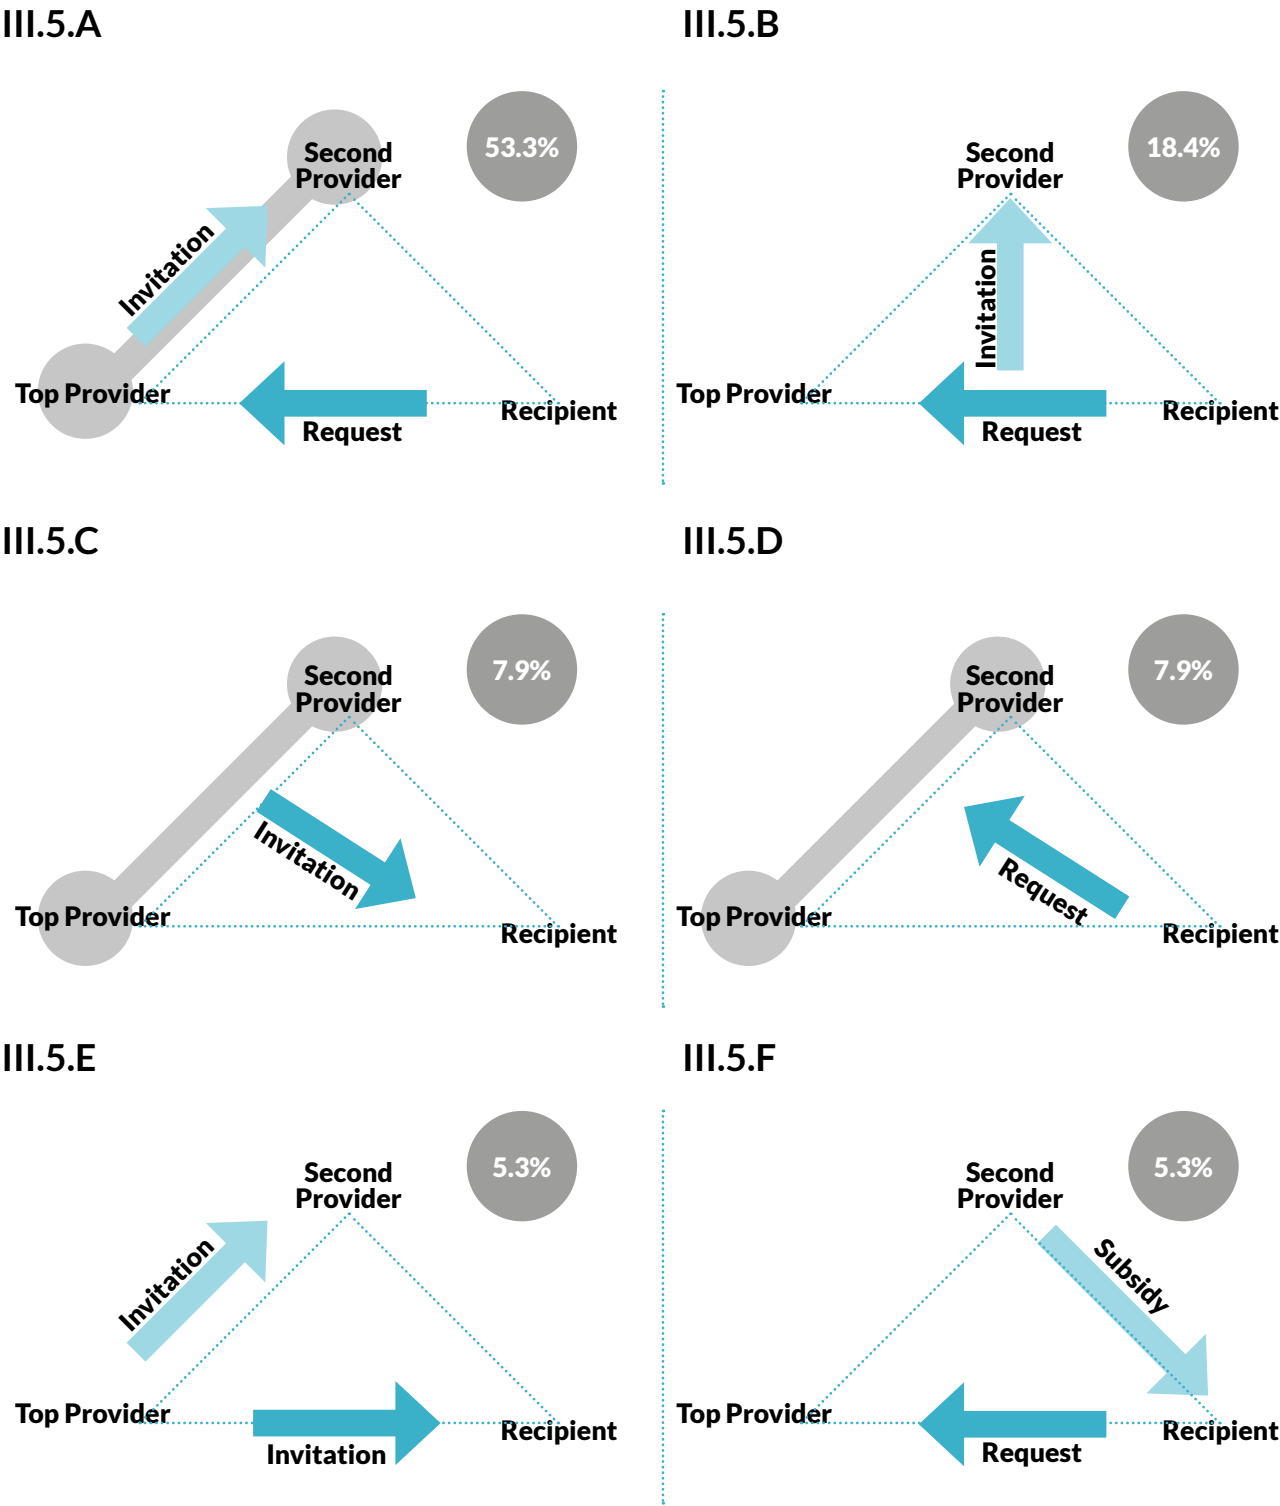 III.5.A
III.5.B
53.3%
Second
Provider
Invitation
Top Provider
Request
Recipient
18.4%
Second
Provider
Invitation
Top Provider
Request
Recipient
III.5.C
III.5.D
7.9%
Second
Provider
Invitation
Top Provider
Recipient
7.9%
Second
Provider
Request
Top Provider
Recipient
III.5.E
III.5.F
5.3%
Second
Provider
Invitation
Top Provider
Invitation
Recipient
5.3%
Second
Provider
Subsidy
Top Provider
Request
Recipient